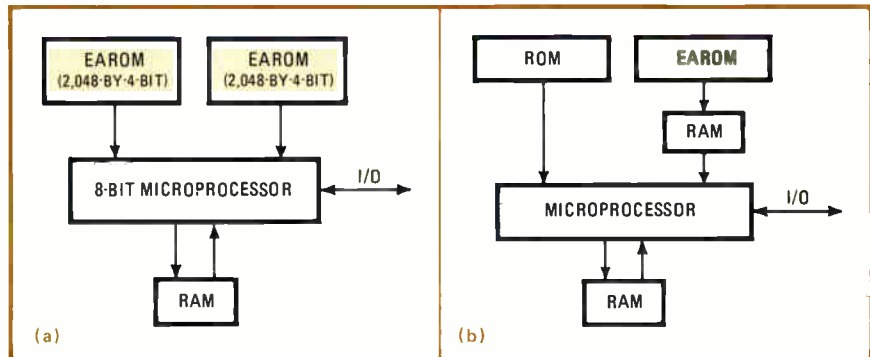 EAROM
(2,048-BY-4-BIT)
EAROM
(2,048-BY-4-BIT)
8-BIT MICROPROCESSOR
I/O
RAM
(a)
ROM
EAROM
RAM
MICROPROCESSOR
I/O
RAM
(b)